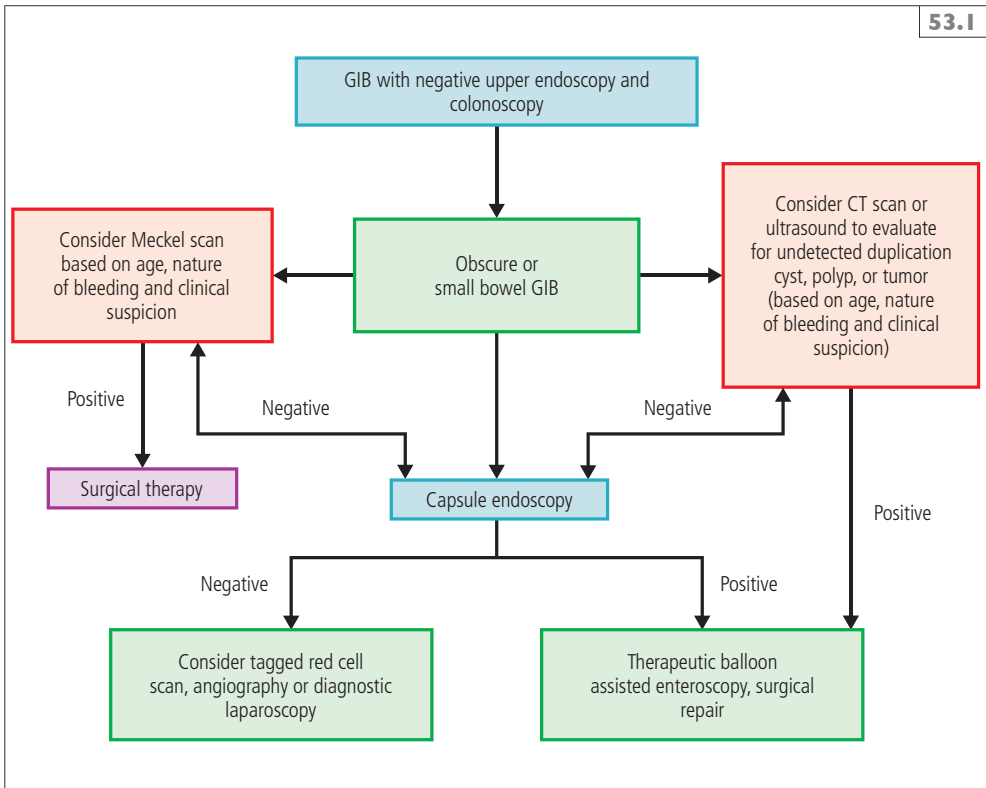 53.1
GIB with negative upper endoscopy and
colonoscopy
Consider Meckel scan
based on age, nature
of bleeding and clinical
suspicion
Obscure or
small bowel GIB
Consider CT scan or
ultrasound to evaluate
for undetected duplication
cyst, polyp, or tumor
(based on age, nature
of bleeding and clinical
suspicion)
Positive
Negative
Negative
Surgical therapy
Capsule endoscopy
Positive
Negative
Positive
Consider tagged red cell
scan, angiography or diagnostic
laparoscopy
Therapeutic balloon
assisted enteroscopy, surgical
repair